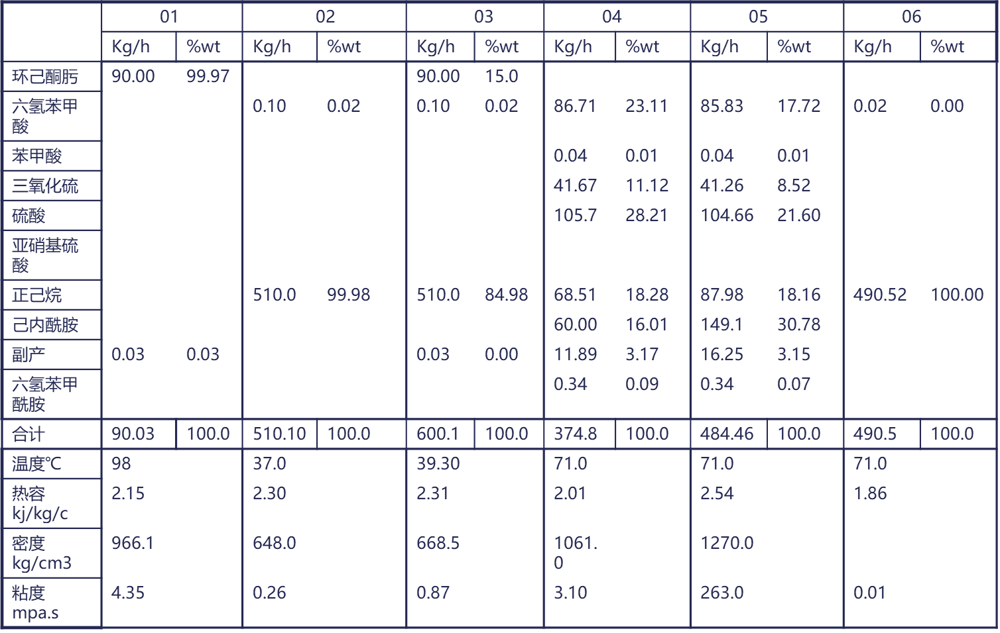 01 02 03 04 05 06
Kg/h %wt Kg/h %wt Kg/h %wt Kg/h %wt Kg/h %wt Kg/h %wt
环己酮肟 90.00 99.97 90.00 15.0
六氢苯甲 0.10 0.02 0.10 0.02 86.71 23.11 85.83 17.72 0.02 0.00
酸
苯甲酸 0.04 0.01 0.04 0.01
三氧化硫 41.67 11.12 41.26 8.52
硫酸 105.7 28.21 104.66 21.60
亚硝基硫
酸
正己烷 510.0 99.98 510.0 84.98 68.51 18.28 87.98 18.16 490.52 100.00
己内酰胺 60.00 16.01 149.1 30.78
副产 0.03 0.03 0.03 0.00 11.89 3.17 16.25 3.15
六氢苯甲 0.34 0.09 0.34 0.07
酰胺
合计 90.03 100.0 510.10 100.0 600.1 100.0 374.8 100.0 484.46 100.0 490.5 100.0
温度℃ 98 37.0 39.30 71.0 71.0 71.0
热容 2.15 2.30 2.31 2.01 2.54 1.86
kj/kg/c
密度 966.1 648.0 668.5 1061. 1270.0
kg/cm3 0
粘度 4.35 0.26 0.87 3.10 263.0 0.01
mpa.s